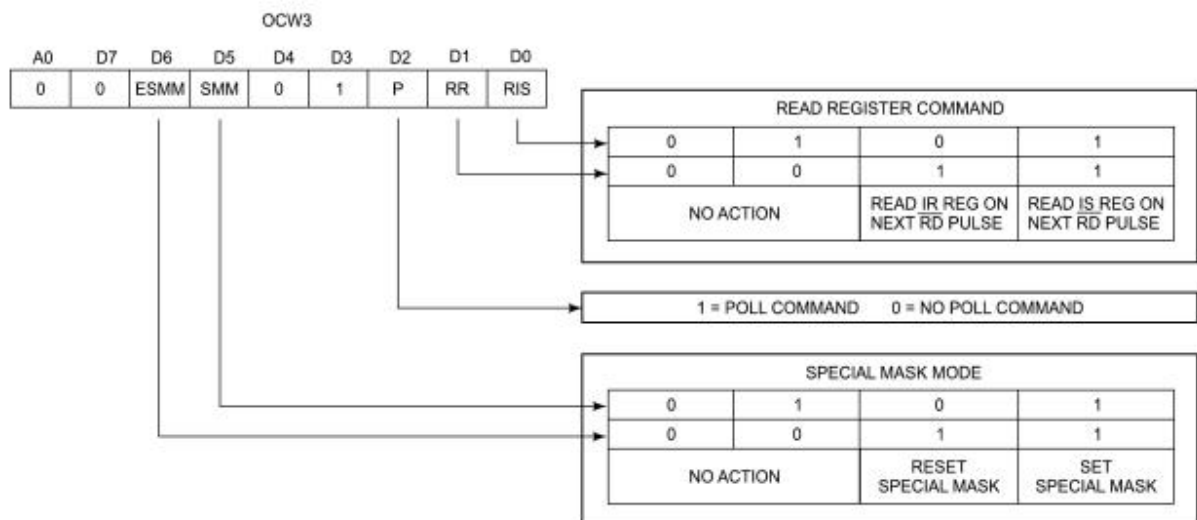 OCW3
A0 D7 D6 D5 D4 D3 D2 D1 D0
0 0 ESMM SMM 0 1 P RR RIS
READ REGISTER COMMAND
0 1 0 1
0 0 1 1
NO ACTION
READ IR REG ON
NEXT RD PULSE
READ IS REG ON
NEXT RD PULSE
1 = POLL COMMAND 0 = NO POLL COMMAND
SPECIAL MASK MODE
0 1 0 1
0 0 1 1
NO ACTION
RESET
SPECIAL MASK
SET
SPECIAL MASK